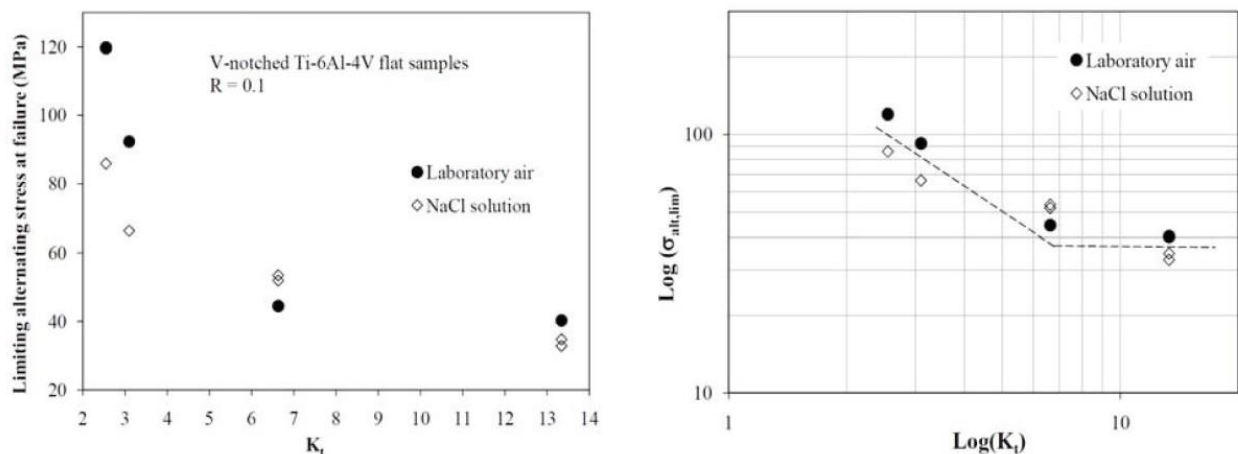 Limiting alternating stress at failure (MPa)
120
100
80
60
40
20
V-notched Ti-6Al-4V flat samples
R = 0.1
Laboratory air
NaCl solution
2 3 4 5 6 7 8 9 10 11 12 13 14
Kt
Log (σalt,lim)
100
10
Laboratory air
NaCl solution
1 10
Log(Kt)